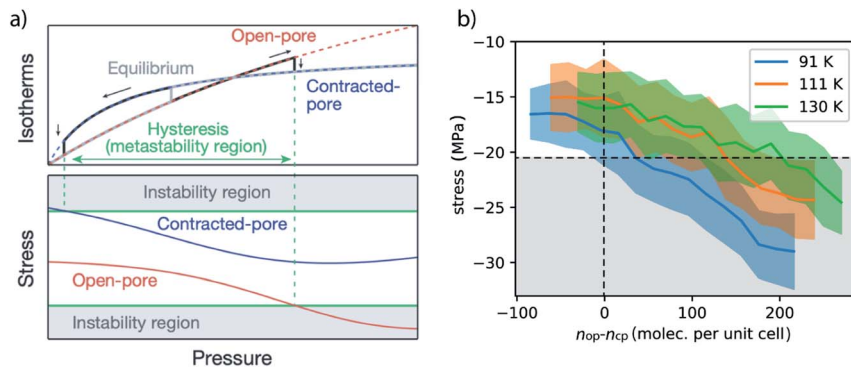 a)
Isotherms
Open-pore
Equilibrium
Contracted-
pore
Hysteresis
(metastability region)
Stress
Instability region
Contracted-pore
Open-pore
Instability region
Pressure
b)
stress (MPa)
−10
−15
−20
−25
−30
91 K
111 K
130 K
−100 0 100 200
nop-ncp (molec. per unit cell)